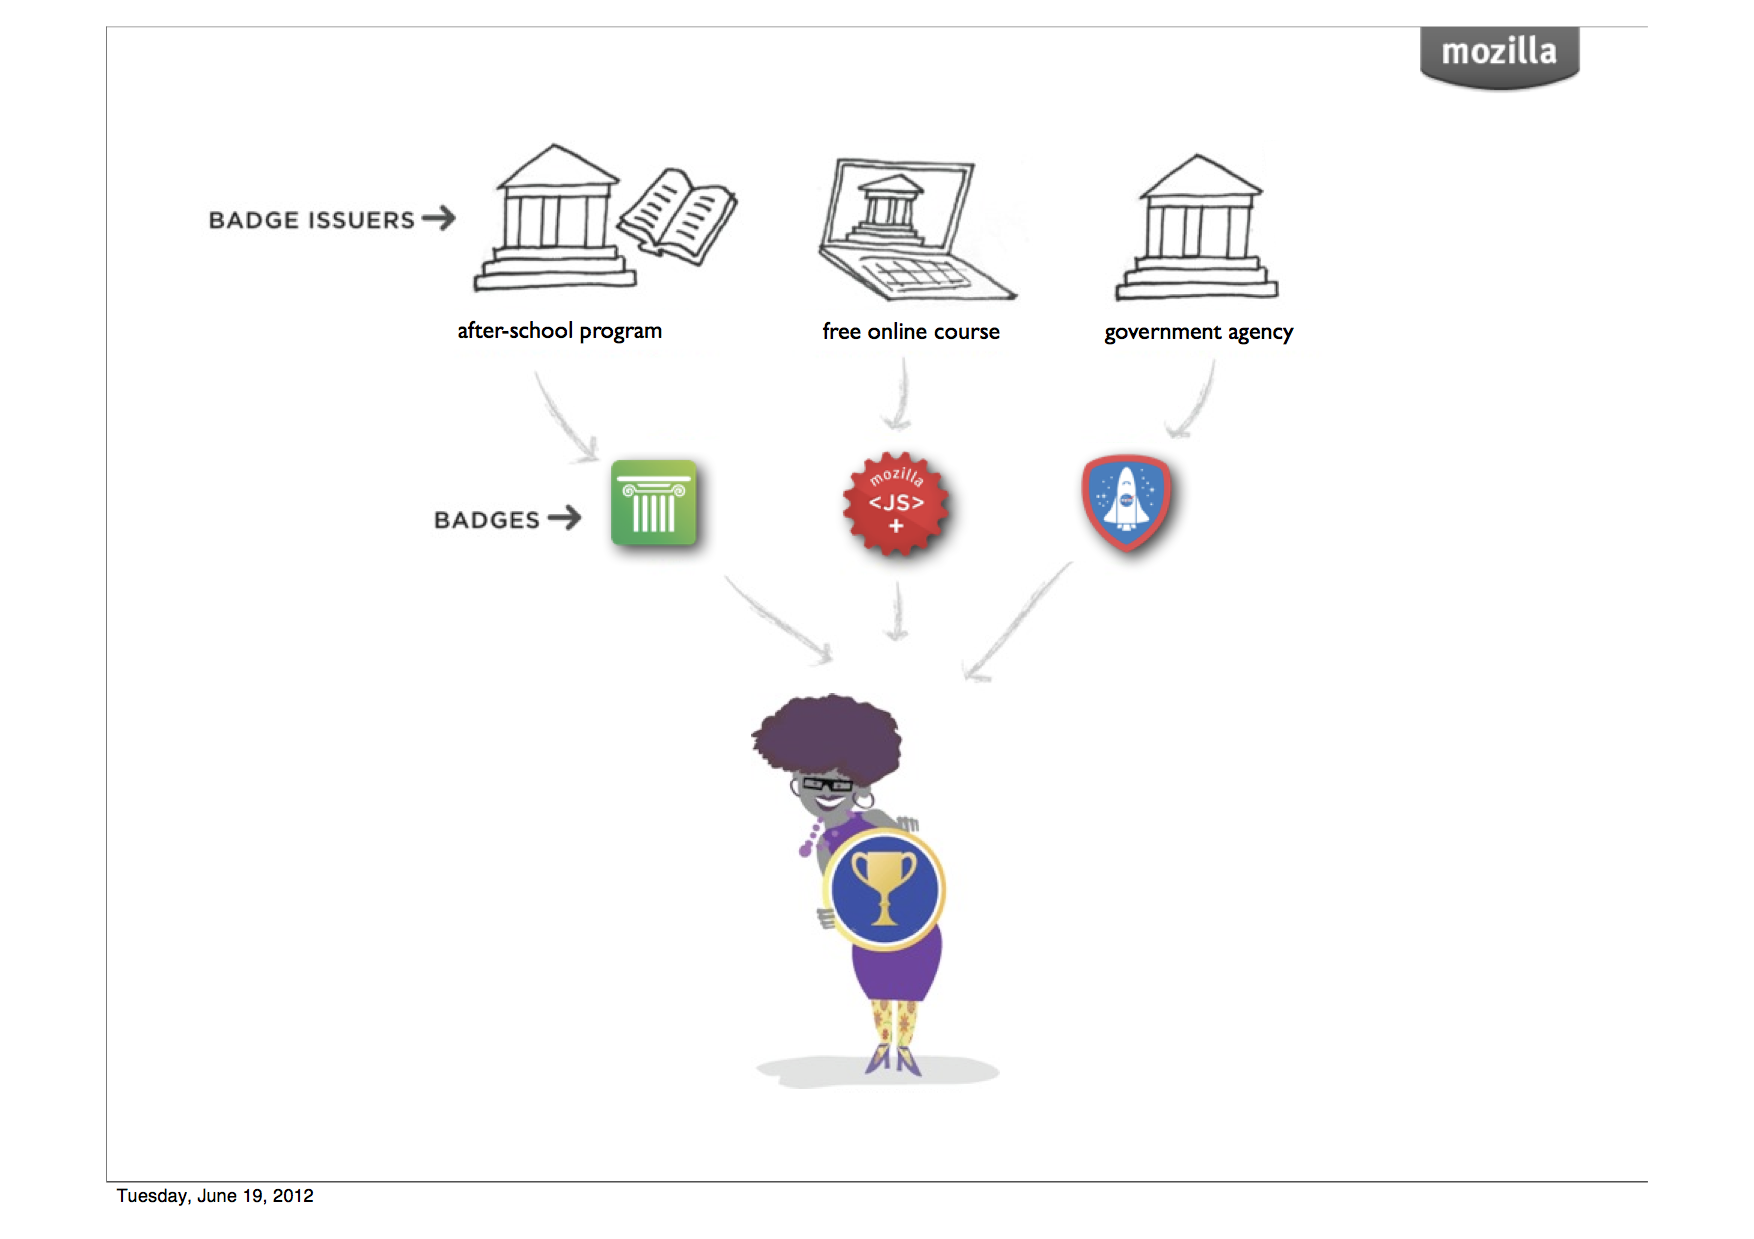 mozilla
BADGE ISSUERS
after-school program
free online course
government agency
BADGES
mozilla
<JS>
+
Tuesday, June 19, 2012